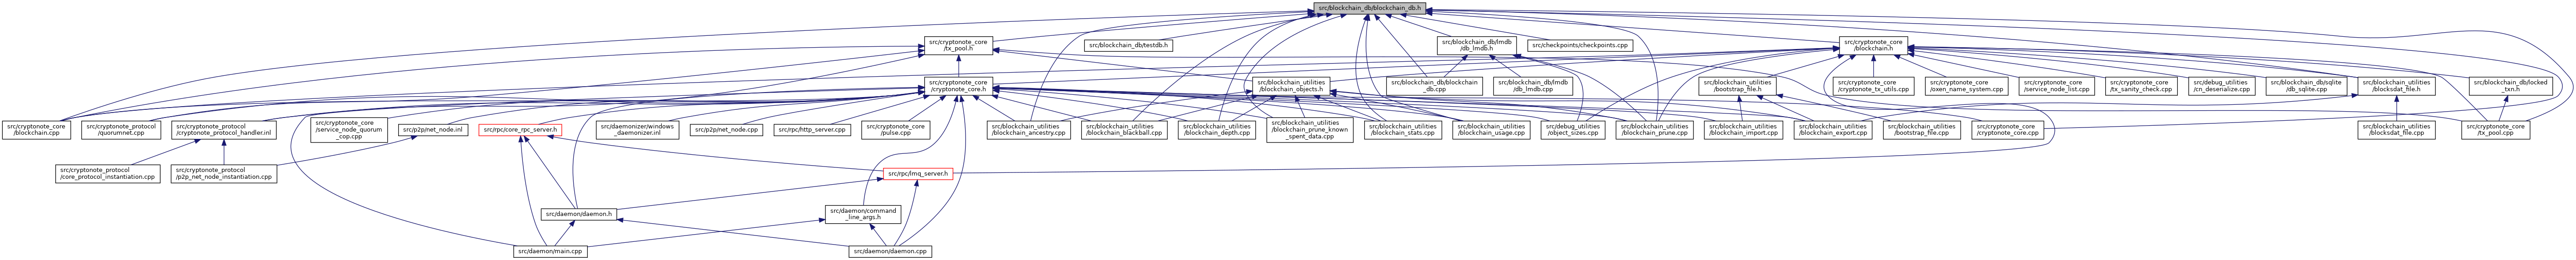 src/blockchain_db/blockchain_db.h
src/cryptonote_core
/tx_pool.h
src/blockchain_db/testdb.h
src/blockchain_db/lmdb
/db_lmdb.h
src/checkpoints/checkpoints.cpp
src/cryptonote_core
/blockchain.h
src/cryptonote_core
/cryptonote_core.h
src/blockchain_utilities
/blockchain_objects.h
src/blockchain_db/blockchain
_db.cpp
src/blockchain_db/lmdb
/db_lmdb.cpp
src/blockchain_utilities
/bootstrap_file.h
src/cryptonote_core
/cryptonote_tx_utils.cpp
src/cryptonote_core
/oxen_name_system.cpp
src/cryptonote_core
/service_node_list.cpp
src/cryptonote_core
/tx_sanity_check.cpp
src/debug_utilities
/cn_deserialize.cpp
src/blockchain_db/sqlite
/db_sqlite.cpp
src/blockchain_utilities
/blocksdat_file.h
src/blockchain_db/locked
_txn.h
src/cryptonote_core
/blockchain.cpp
src/cryptonote_protocol
/quorumnet.cpp
src/cryptonote_protocol
/cryptonote_protocol_handler.inl
src/cryptonote_core
/service_node_quorum
_cop.cpp
src/p2p/net_node.inl
src/rpc/core_rpc_server.h
src/daemonizer/windows
_daemonizer.inl
src/p2p/net_node.cpp
src/rpc/http_server.cpp
src/cryptonote_core
/pulse.cpp
src/blockchain_utilities
/blockchain_ancestry.cpp
src/blockchain_utilities
/blockchain_blackball.cpp
src/blockchain_utilities
/blockchain_depth.cpp
src/blockchain_utilities
/blockchain_prune_known
_spent_data.cpp
src/blockchain_utilities
/blockchain_stats.cpp
src/blockchain_utilities
/blockchain_usage.cpp
src/debug_utilities
/object_sizes.cpp
src/blockchain_utilities
/blockchain_prune.cpp
src/blockchain_utilities
/blockchain_import.cpp
src/blockchain_utilities
/blockchain_export.cpp
src/blockchain_utilities
/bootstrap_file.cpp
src/cryptonote_core
/cryptonote_core.cpp
src/blockchain_utilities
/blocksdat_file.cpp
src/cryptonote_core
/tx_pool.cpp
src/cryptonote_protocol
/core_protocol_instantiation.cpp
src/cryptonote_protocol
/p2p_net_node_instantiation.cpp
src/rpc/lmq_server.h
src/daemon/daemon.h
src/daemon/command
_line_args.h
src/daemon/main.cpp
src/daemon/daemon.cpp